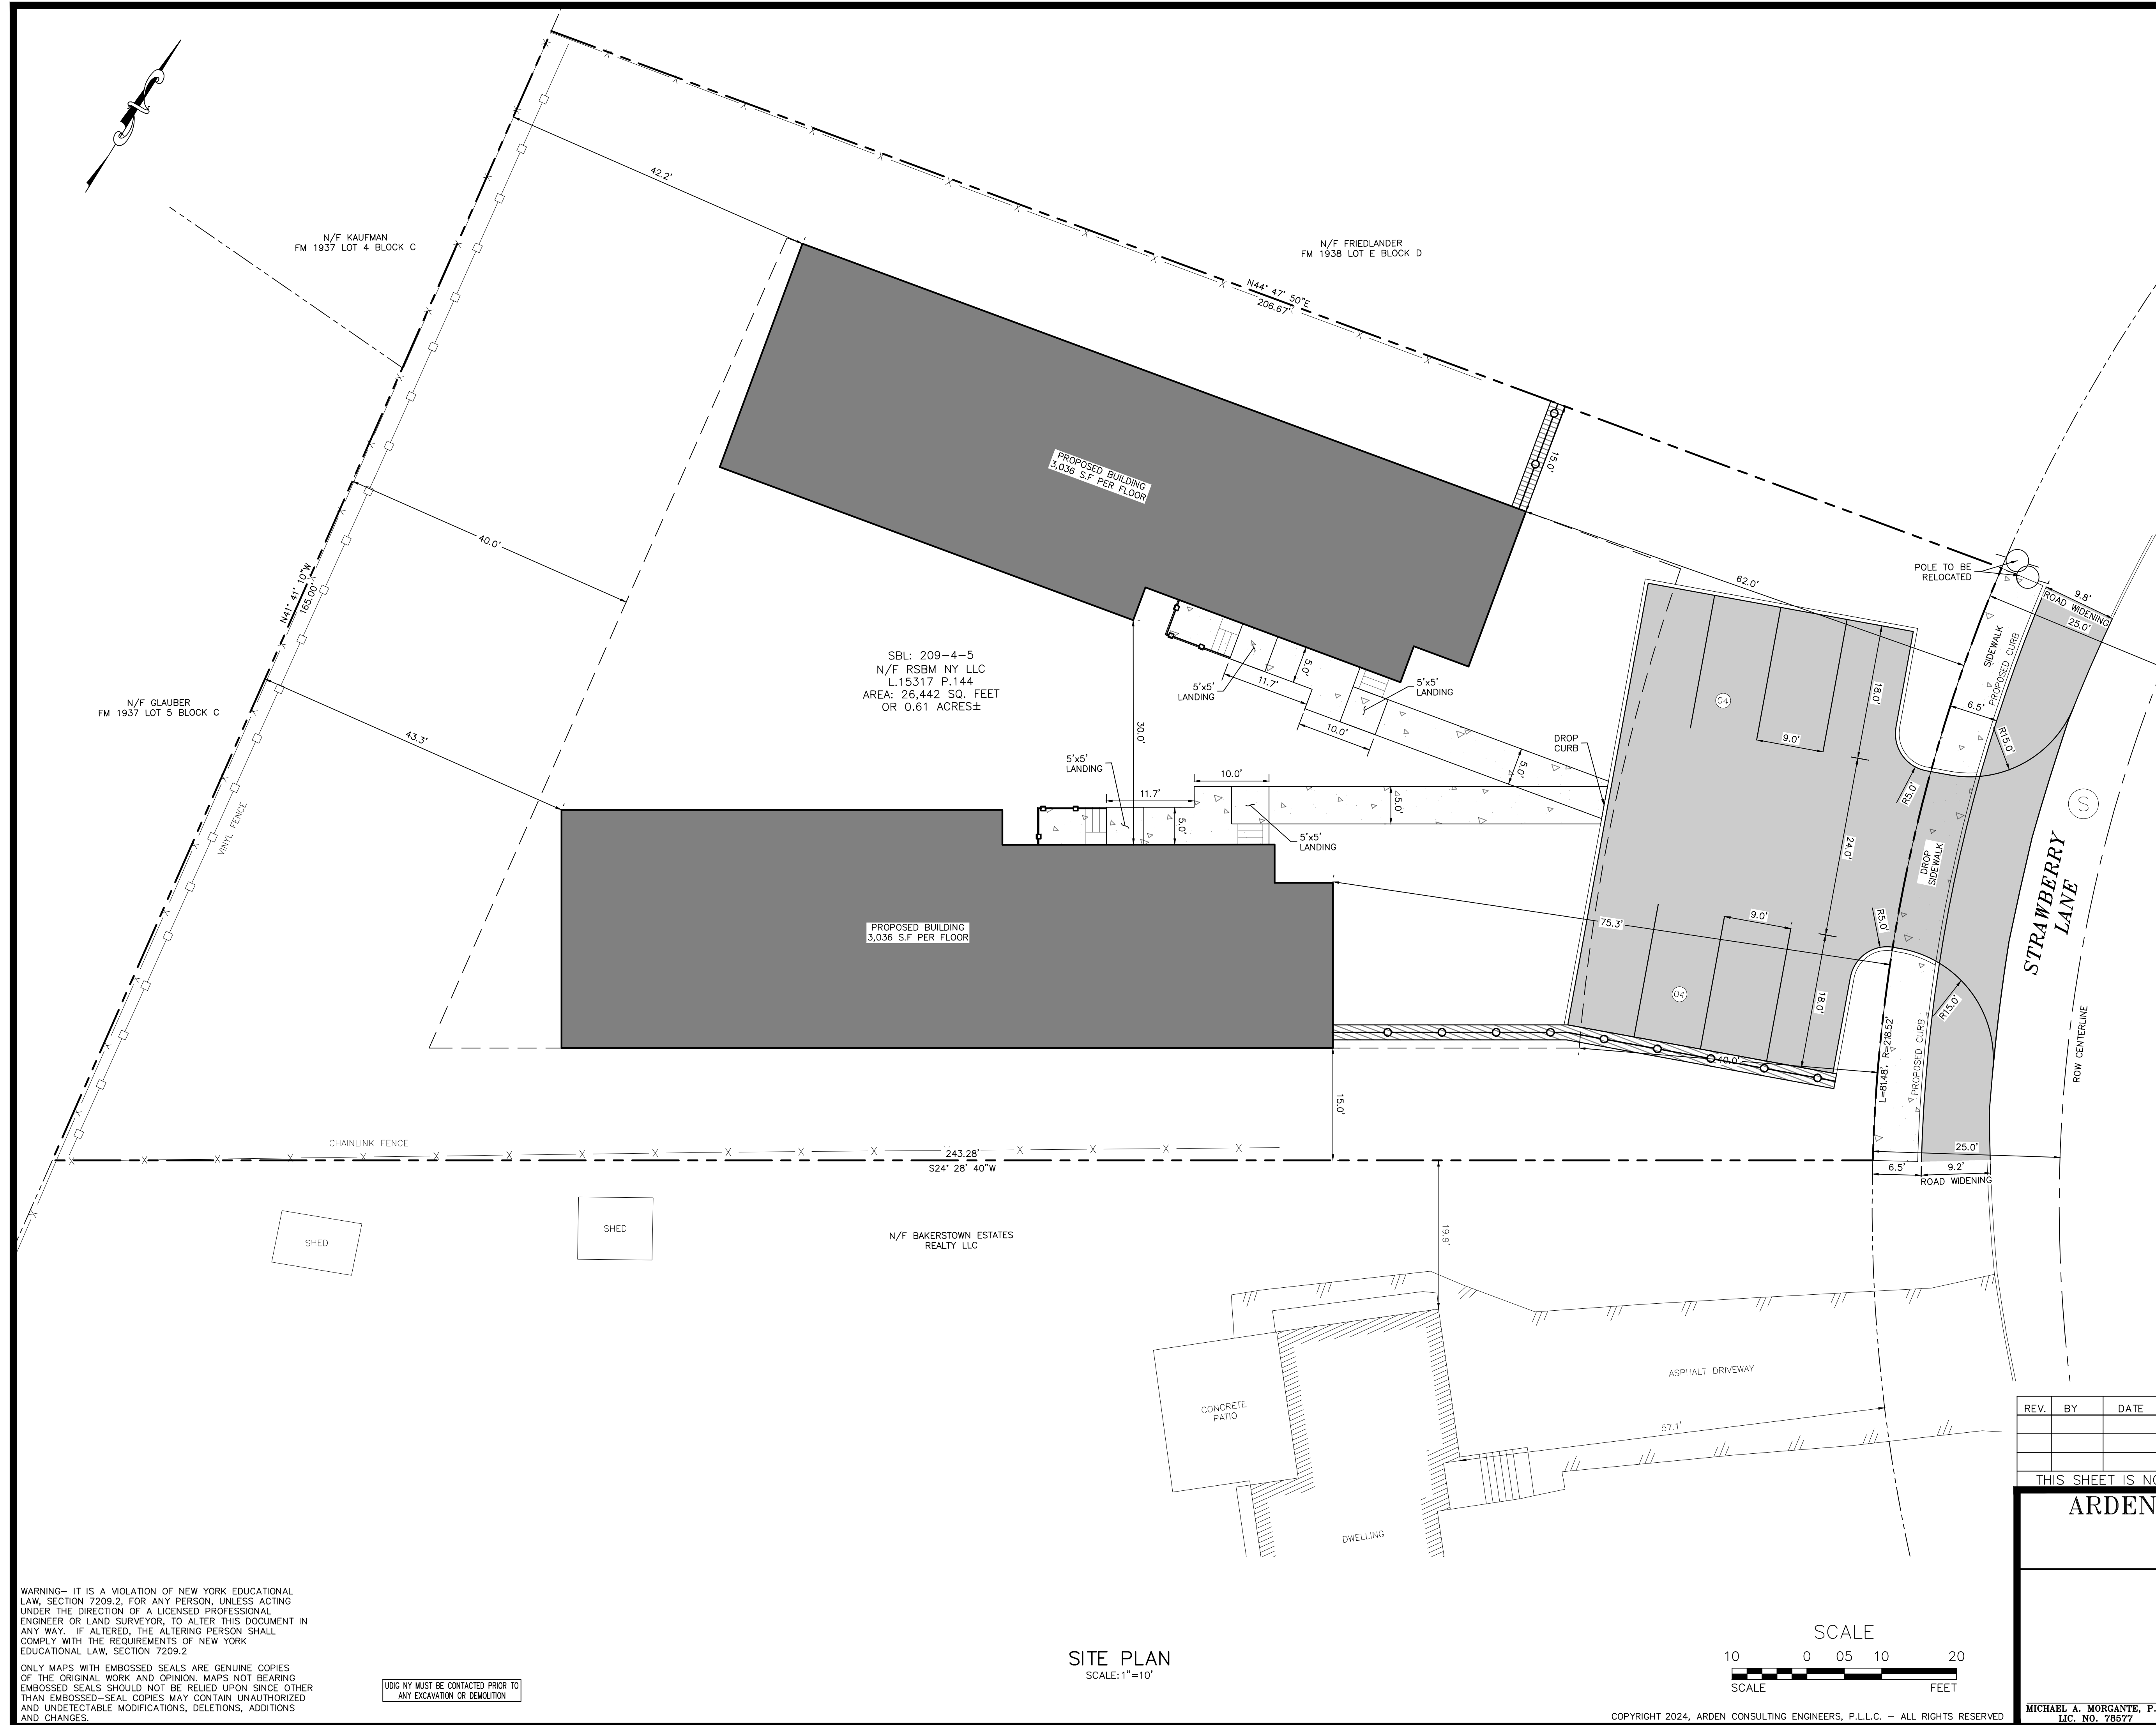 42.2'
N/F KAUFMAN
FM 1937 LOT 4 BLOCK C
N/F FRIEDLANDER
FM 1938 LOT E BLOCK D
N44° 47' 50"E
206.67'
PROPOSED BUILDING
3,036 S.F PER FLOOR
15.0'
40.0'
N41° 41' 10"W
165.00'
POLE TO BE
RELOCATED
62.0'
9.8'
ROAD WIDENING
25.0'
SIDEWALK
PROPOSED CURB
6.5'
R15.0'
SBL: 209-4-5
N/F RSBM NY LLC
L.15317 P.144
AREA: 26,442 SQ. FEET
OR 0.61 ACRES±
5'x5'
LANDING
11.7'
5.0'
5'x5'
LANDING
10.0'
04
18.0'
9.0'
N/F GLAUBER
FM 1937 LOT 5 BLOCK C
43.3'
30.0'
DROP
CURB
5.0'
5'x5'
LANDING
10.0'
11.7'
5.0'
5.0'
5'x5'
LANDING
R5.0'
24.0'
DROP
SIDEWALK
S
STRAWBERRY
LANE
VINYL FENCE
PROPOSED BUILDING
3,036 S.F PER FLOOR
75.3'
9.0'
R5.0'
04
18.0'
R15.0'
40.0'
L=81.48', R=218.52'
PROPOSED CURB
ROW CENTERLINE
15.0'
CHAINLINK FENCE
243.28'
S24° 28' 40"W
25.0'
6.5'
9.2'
ROAD WIDENING
SHED
SHED
N/F BAKERSTOWN ESTATES
REALTY LLC
19.9'
CONCRETE
PATIO
ASPHALT DRIVEWAY
57.1'
DWELLING
REV. BY DATE
THIS SHEET IS
ARDEN
WARNING- IT IS A VIOLATION OF NEW YORK EDUCATIONAL
LAW, SECTION 7209.2, FOR ANY PERSON, UNLESS ACTING
UNDER THE DIRECTION OF A LICENSED PROFESSIONAL
ENGINEER OR LAND SURVEYOR, TO ALTER THIS DOCUMENT IN
ANY WAY. IF ALTERED, THE ALTERING PERSON SHALL
COMPLY WITH THE REQUIREMENTS OF NEW YORK
EDUCATIONAL LAW, SECTION 7209.2
ONLY MAPS WITH EMBOSSED SEALS ARE GENUINE COPIES
OF THE ORIGINAL WORK AND OPINION. MAPS NOT BEARING
EMBOSSED SEALS SHOULD NOT BE RELIED UPON SINCE OTHER
THAN EMBOSSED-SEAL COPIES MAY CONTAIN UNAUTHORIZED
AND UNDETECTABLE MODIFICATIONS, DELETIONS, ADDITIONS
AND CHANGES.
UDIG NY MUST BE CONTACTED PRIOR TO
ANY EXCAVATION OR DEMOLITION
SITE PLAN
SCALE: 1"=10'
SCALE
10 0 05 10 20
SCALE FEET
COPYRIGHT 2024, ARDEN CONSULTING ENGINEERS, P.L.L.C. - ALL RIGHTS RESERVED
MICHAEL A. MORGANTE, P.
LIC. NO. 78577